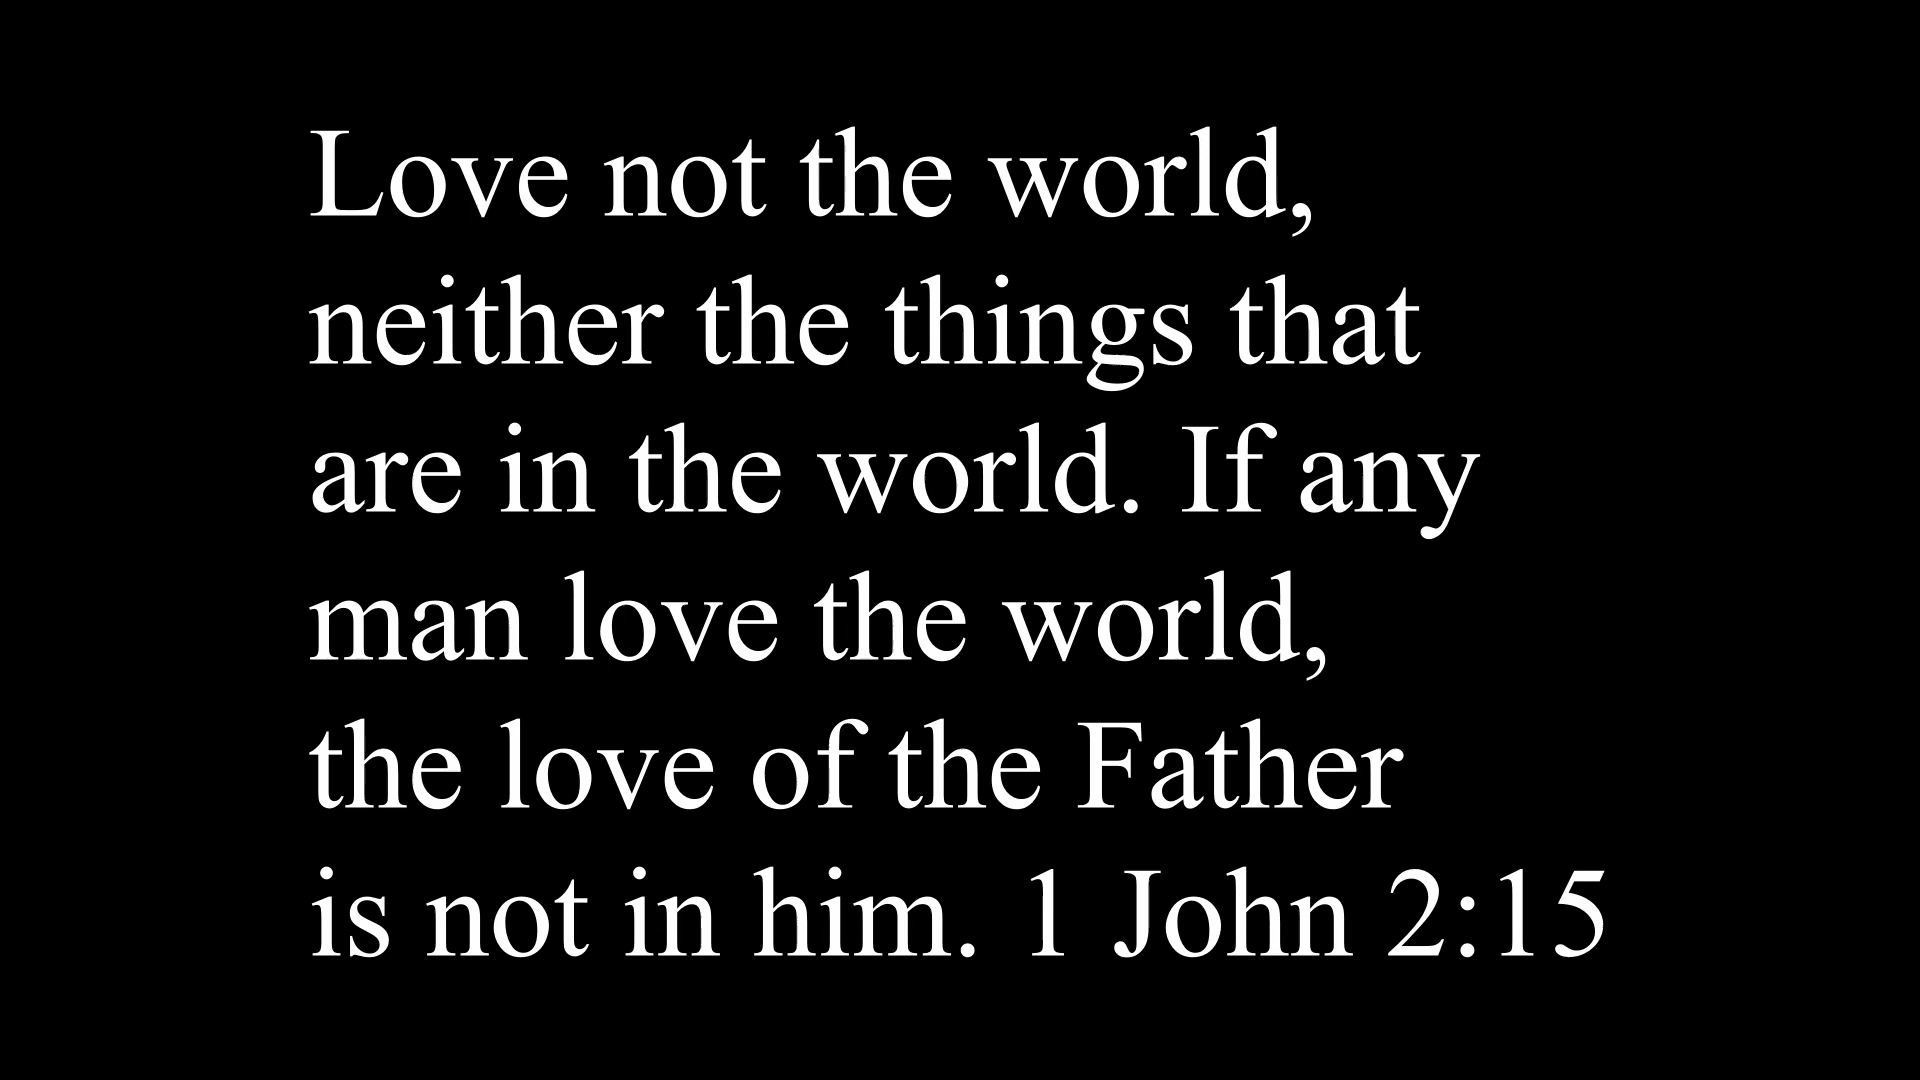 Love not the world,
neither the things that
are in the world. If any
man love the world,
the love of the Father
is not in him. 1 John 2:15